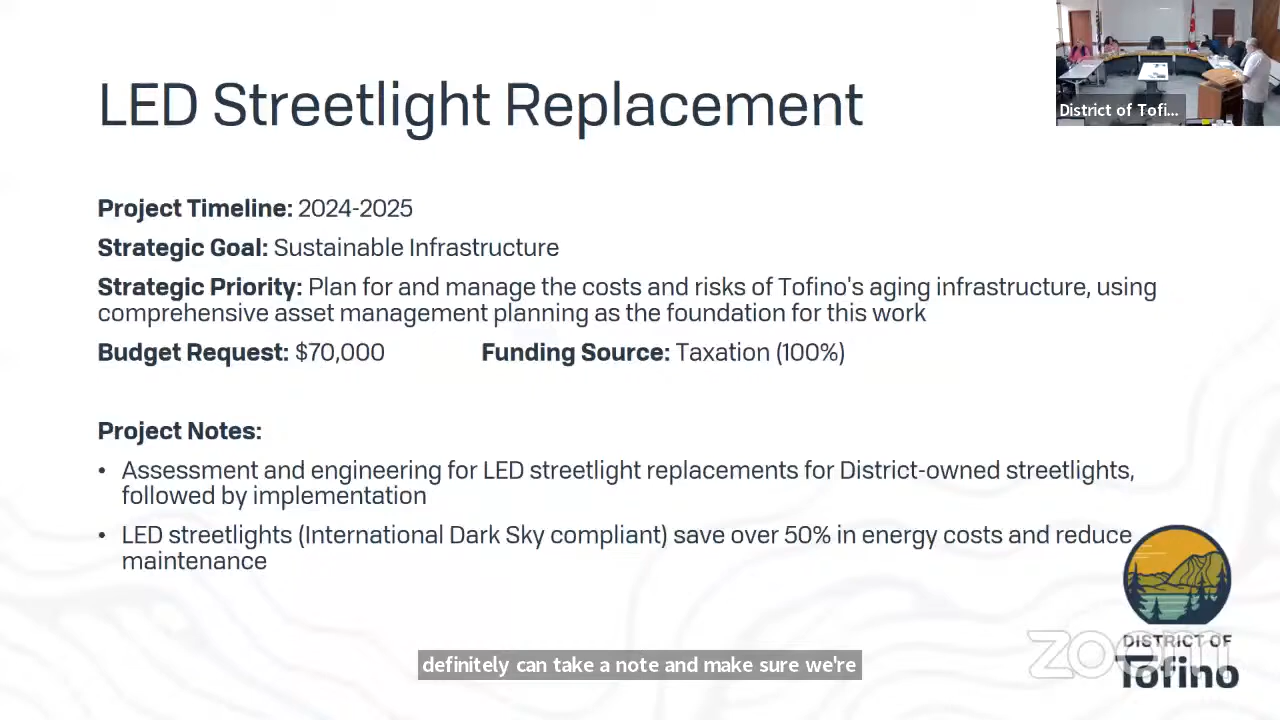 LED Streetlight Replacement
District of Tofi...
Project Timeline: 2024-2025
Strategic Goal: Sustainable Infrastructure
Strategic Priority: Plan for and manage the costs and risks of Tofino's aging infrastructure, using
comprehensive asset management planning as the foundation for this work
Budget Request: $70,000 Funding Source: Taxation (100%)
Project Notes:
• Assessment and engineering for LED streetlight replacements for District-owned streetlights,
followed by implementation
• LED streetlights (International Dark Sky compliant) save over 50% in energy costs and reduce
maintenance
DISTRICT OF
Tofino
zoom
definitely can take a note and make sure we're